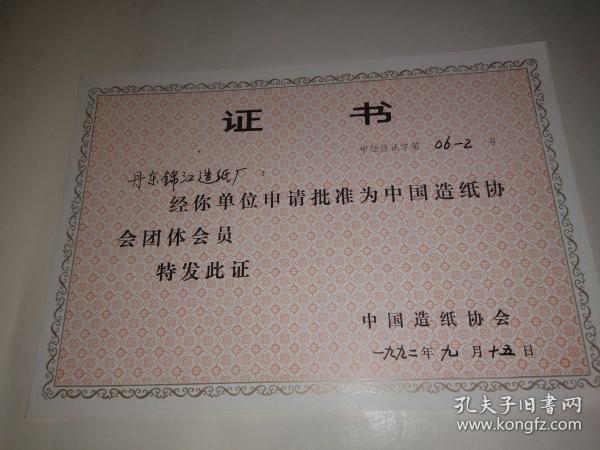 证 书
中纸协证字第 06-2 号
丹东錦江造纸厂：
经你单位申请批准为中国造纸协
会团体会员
特发此证
中国造纸协会
一九九二年九月十五日
孔夫子旧書网
www.kongfz.com